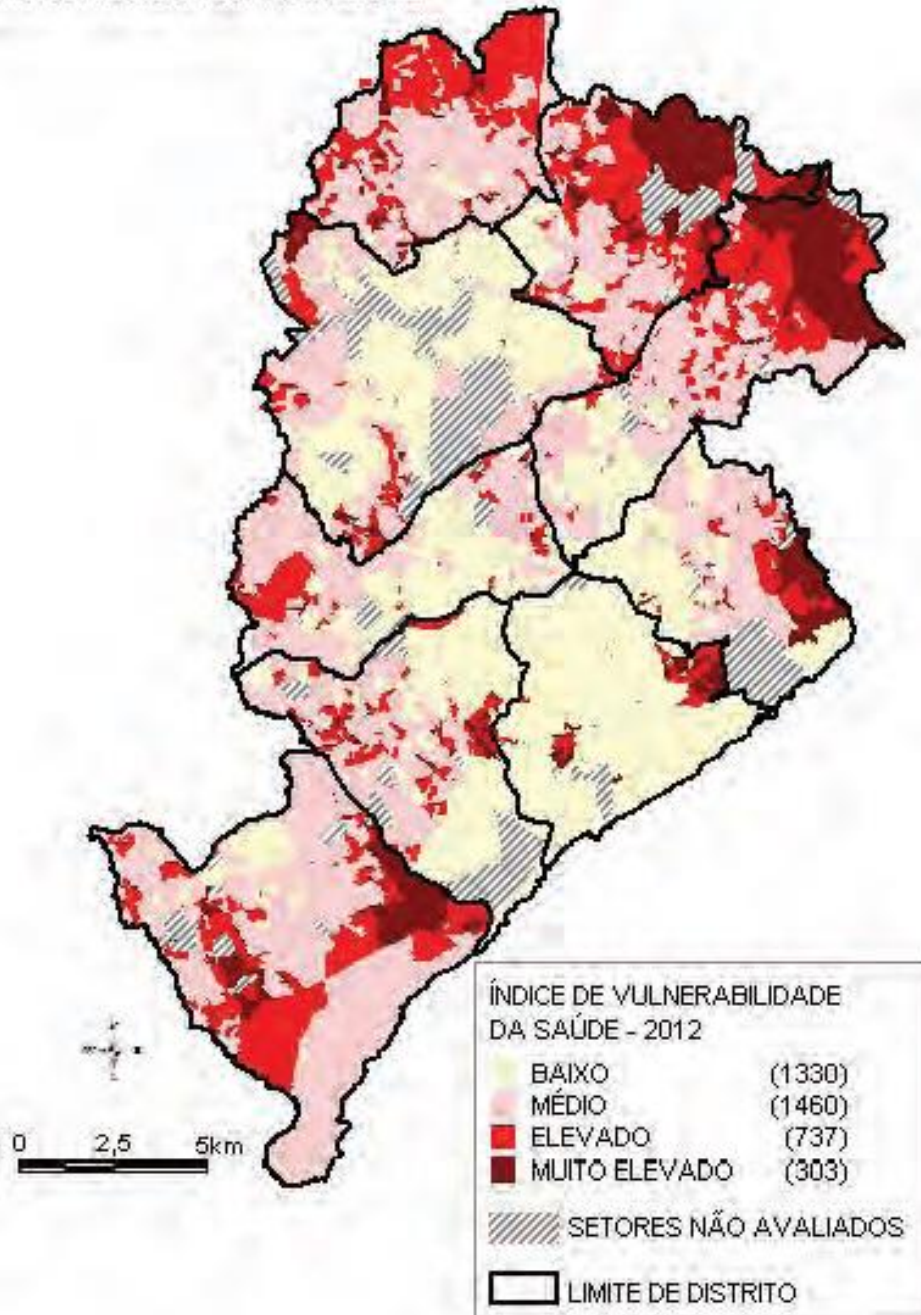 ÍNDICE DE VULNERABILIDADE
DA SAÚDE - 2012
BAIXO (1330)
MÉDIO (1460)
ELEVADO (737)
MUITO ELEVADO (303)
SETORES NÃO AVALIADOS
LIMITE DE DISTRITO
0 2,5 5km